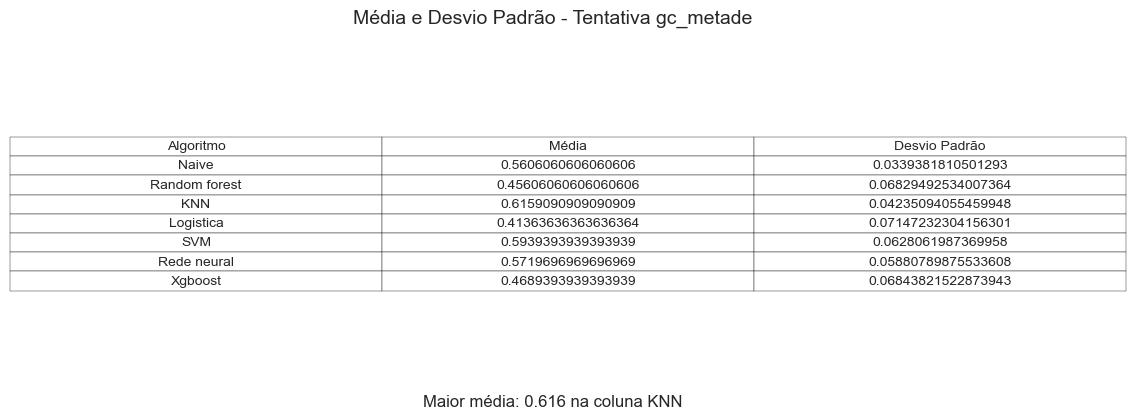 Média e Desvio Padrão - Tentativa gc_metade
Algoritmo Média Desvio Padrão
Naive 0.5606060606060606 0.0339381810501293
Random forest 0.45606060606060606 0.06829492534007364
KNN 0.6159090909090909 0.04235094055459948
Logistica 0.41363636363636364 0.07147232304156301
SVM 0.5939393939393939 0.0628061987369958
Rede neural 0.5719696969696969 0.05880789875533608
Xgboost 0.4689393939393939 0.06843821522873943
Maior média: 0.616 na coluna KNN